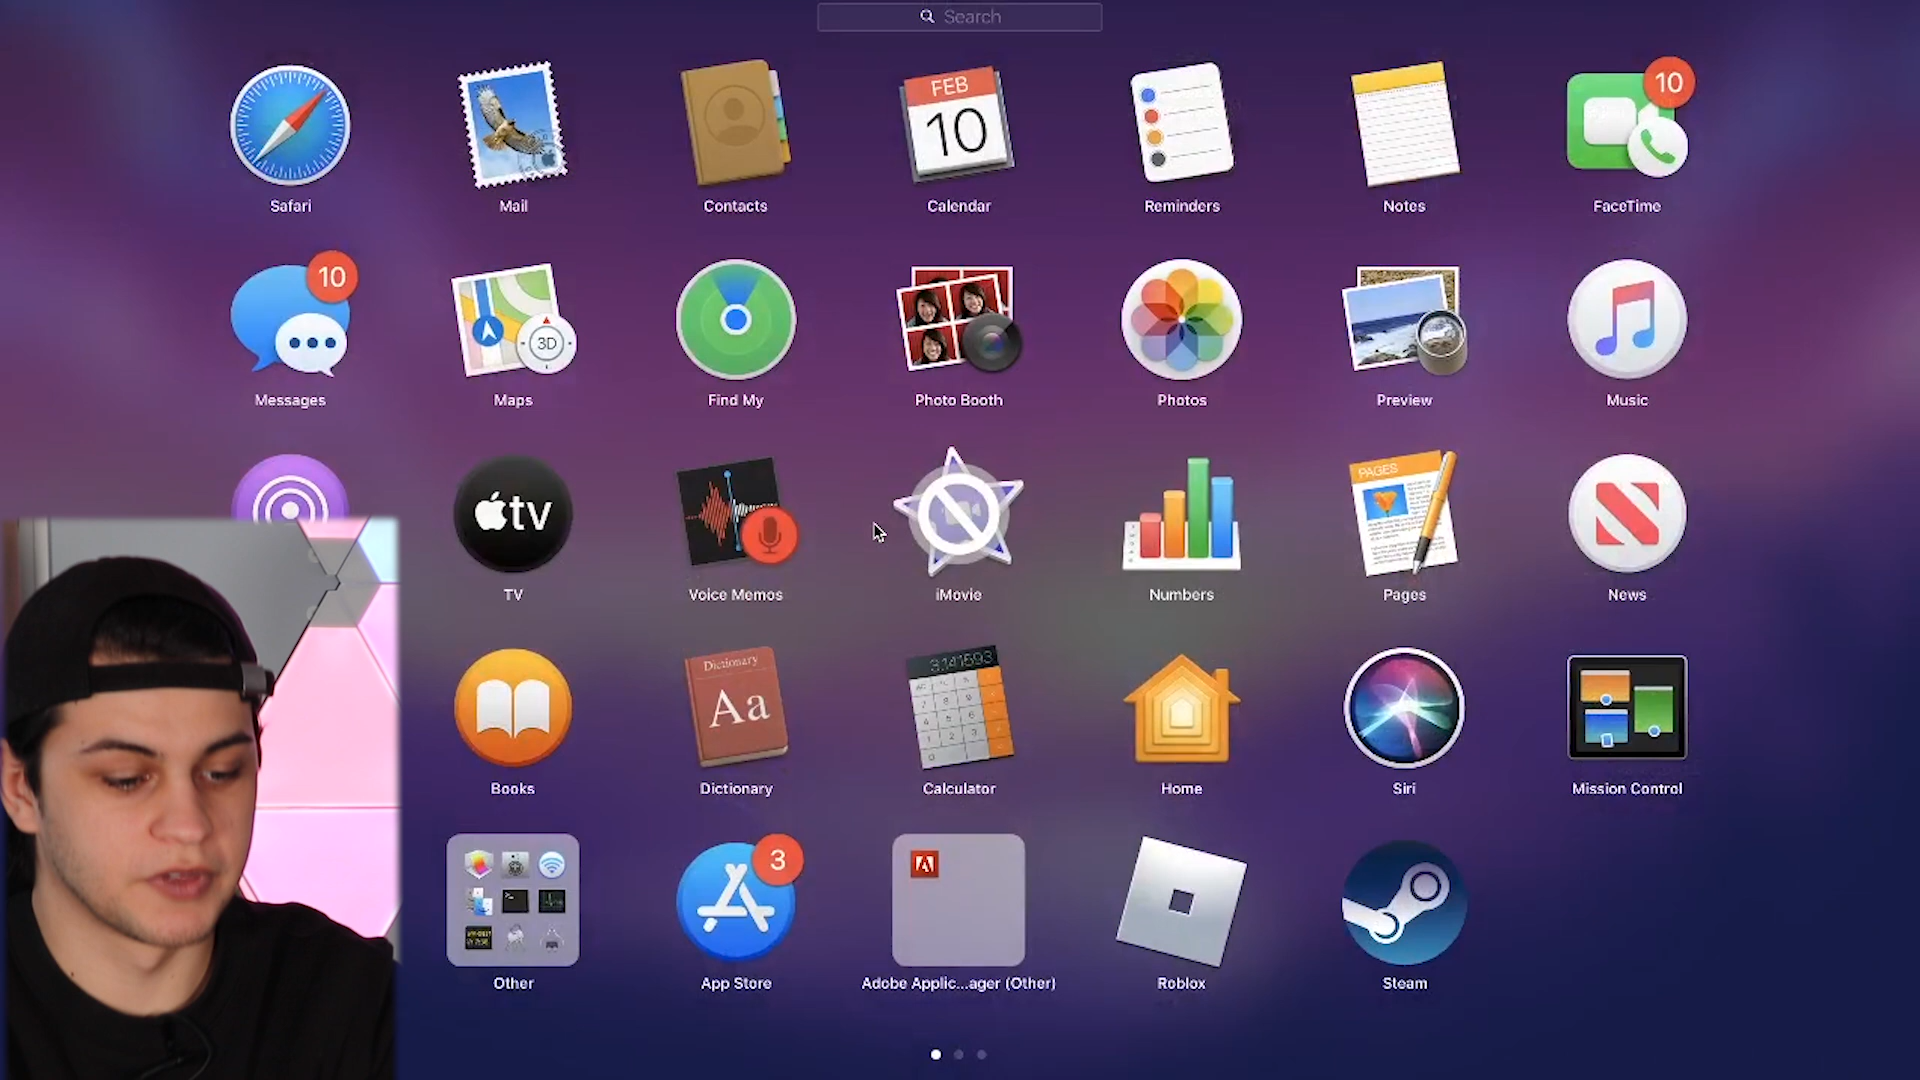 Search
FEB
10
10
Safari
Mail
Contacts
Calendar
Reminders
Notes
FaceTime
10
3D
Messages
Maps
Find My
Photo Booth
Photos
Preview
Music
tv
PAGES
TV
Voice Memos
iMovie
Numbers
Pages
News
Dictionary
Aa
3.141593
Books
Dictionary
Calculator
Home
Siri
Mission Control
3
Other
App Store
Adobe Applic...ager (Other)
Roblox
Steam